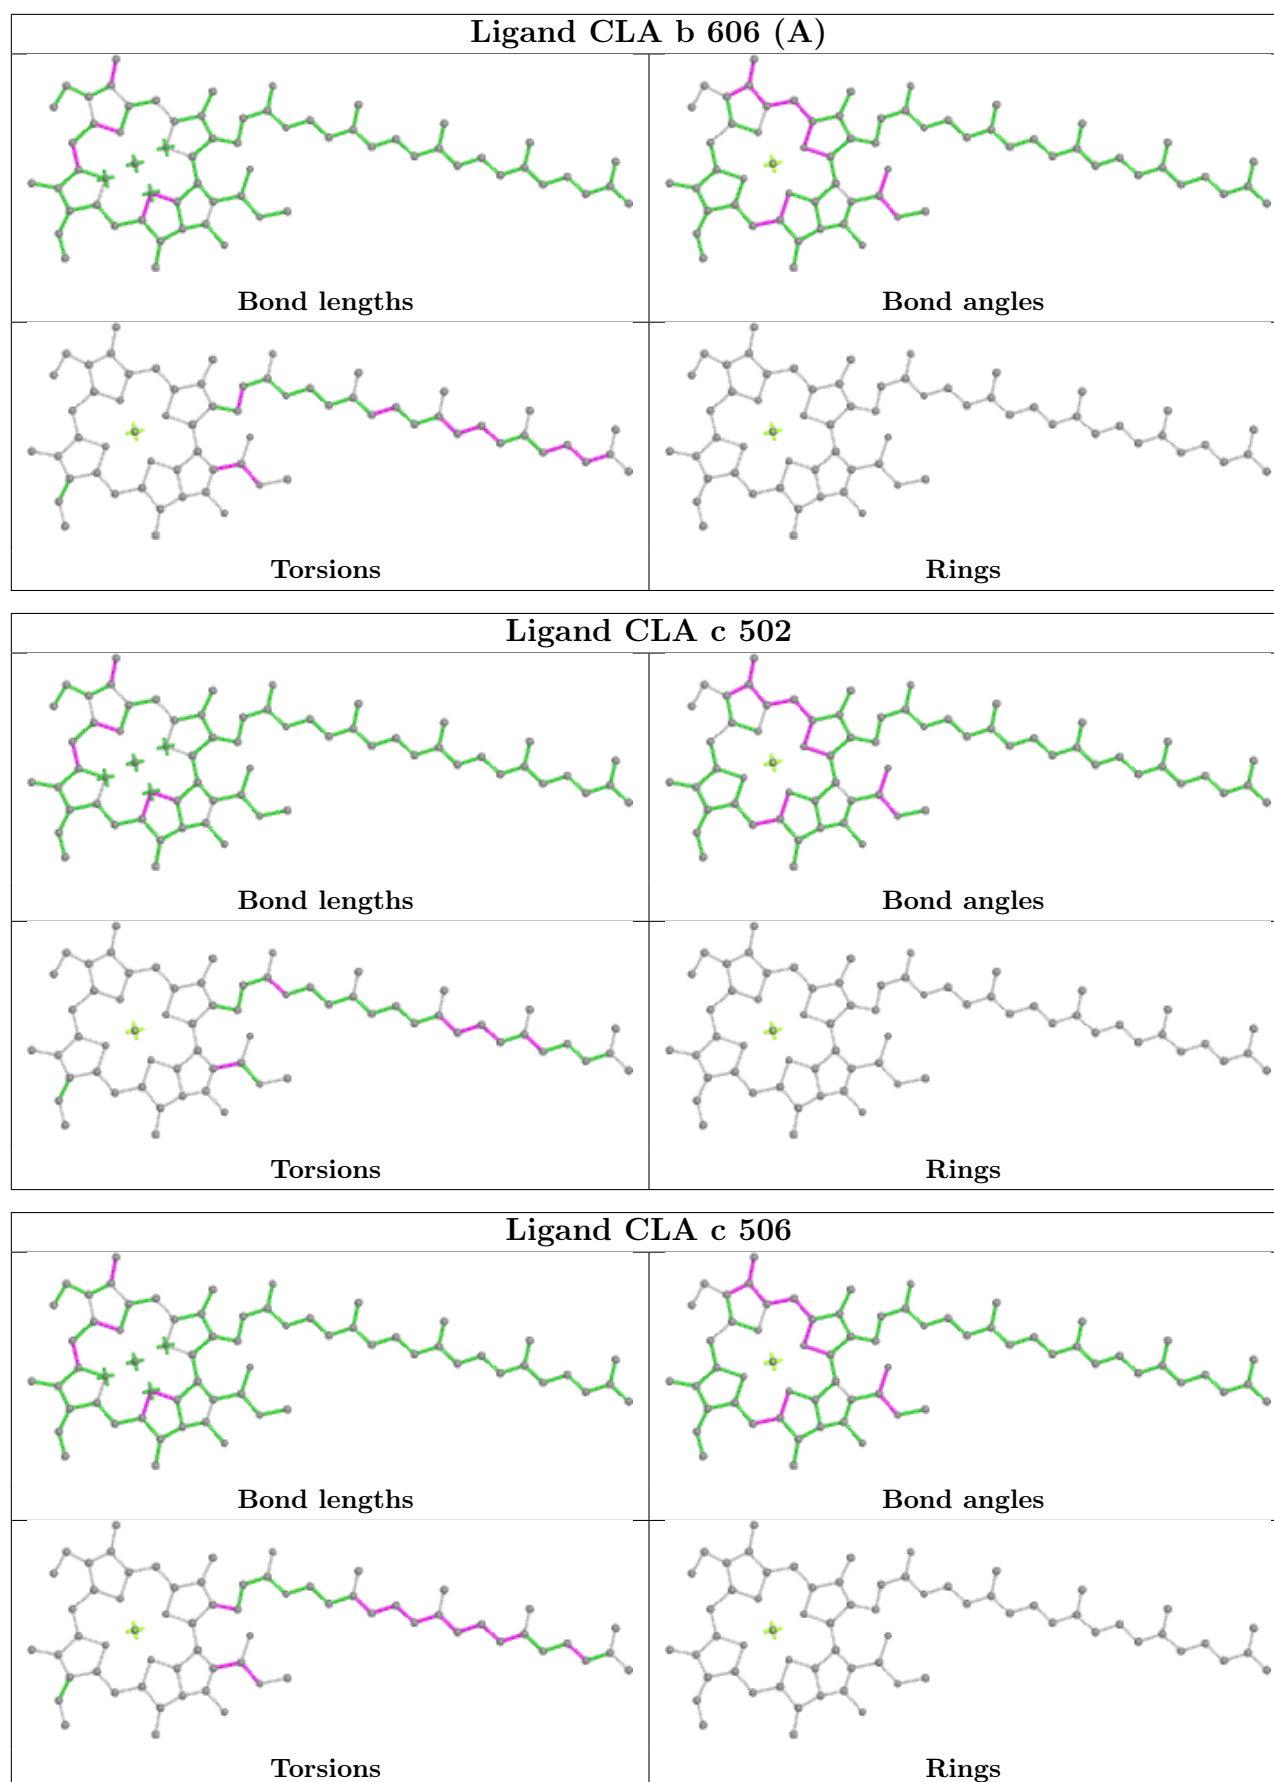 Ligand CLA b 606 (A)
Bond lengths
Bond angles
Torsions
Rings
Ligand CLA c 502
Bond lengths
Bond angles
Torsions
Rings
Ligand CLA c 506
Bond lengths
Bond angles
Torsions
Rings